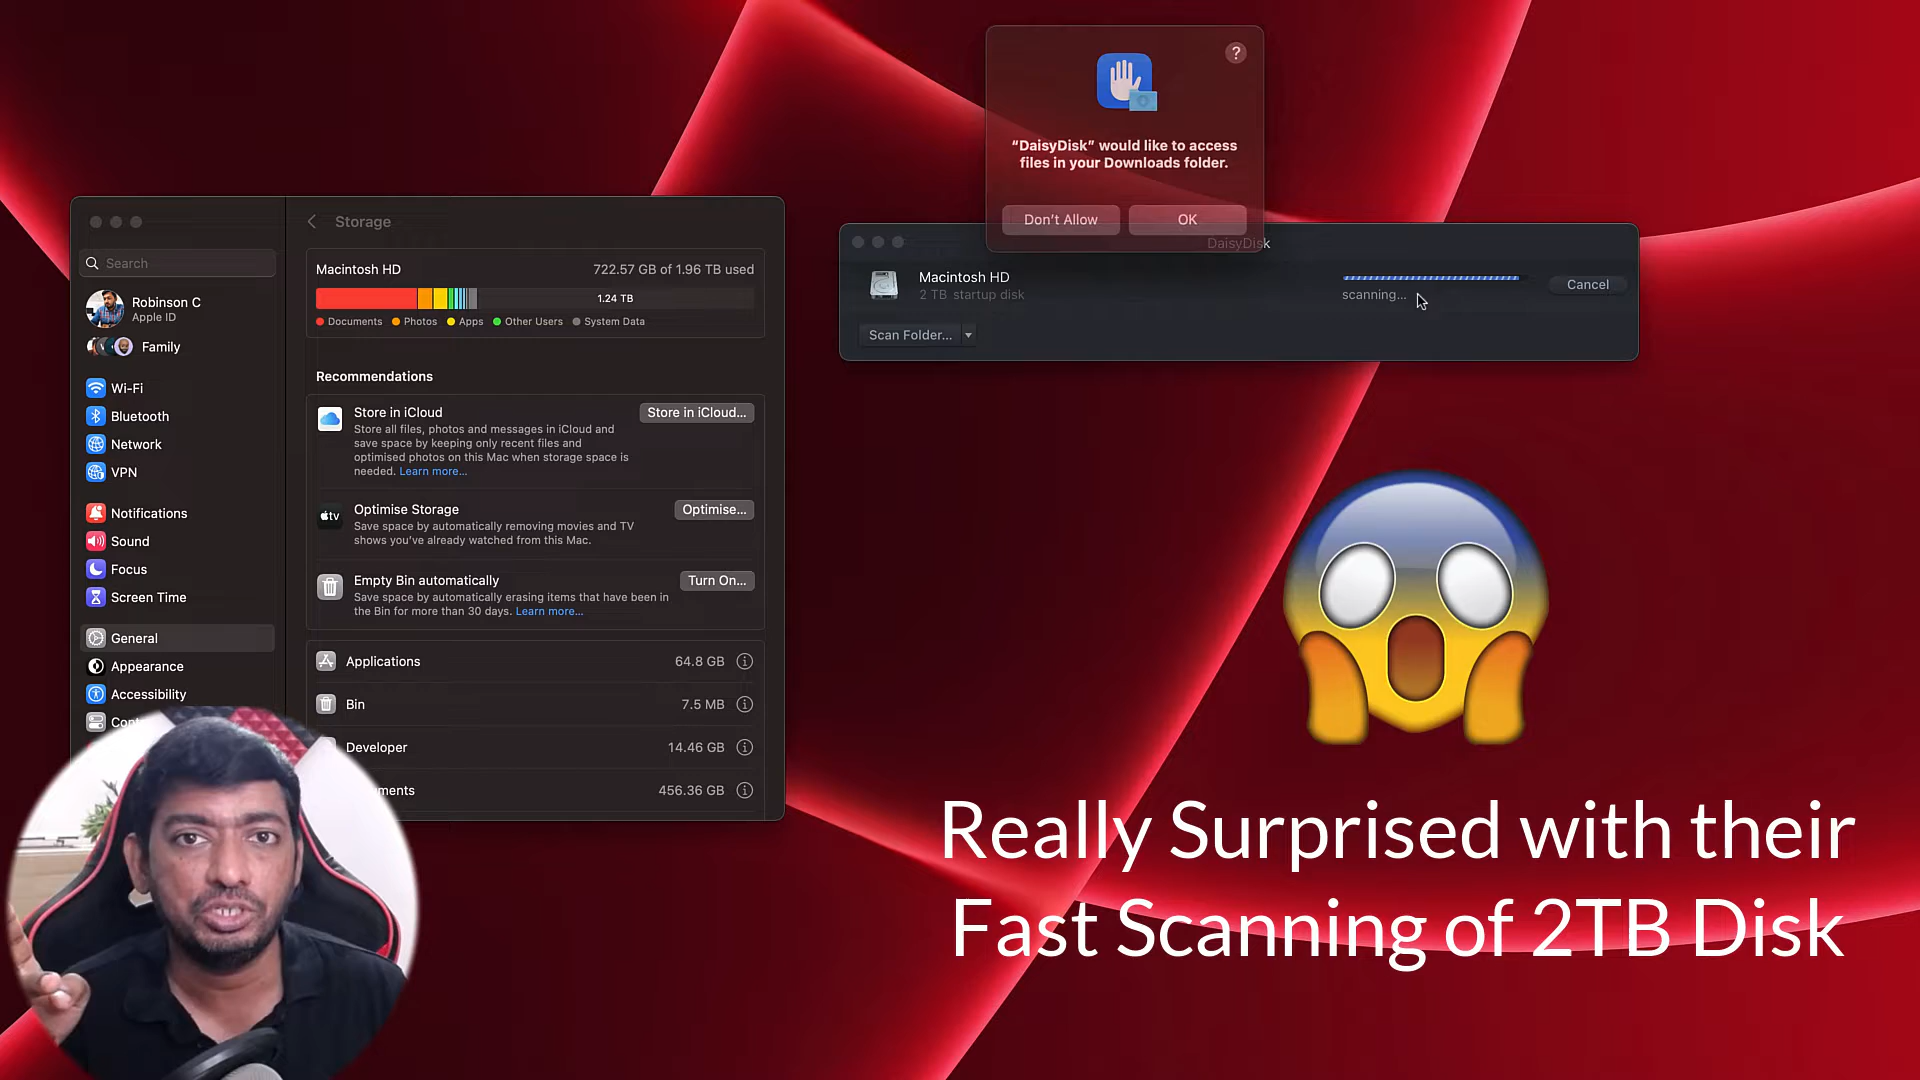 Storage
Search
Robinson C
Apple ID
Family
Wi-Fi
Bluetooth
Network
VPN
Notifications
Sound
Focus
Screen Time
General
Appearance
Accessibility
Macintosh HD
722.57 GB of 1.96 TB used
1.24 TB
Documents Photos Apps Other Users System Data
Recommendations
Store in iCloud
Store in iCloud...
Store all files, photos and messages in iCloud and
save space by keeping only recent files and
optimised photos on this Mac when storage space is
needed. Learn more...
tv
Optimise Storage
Optimise...
Save space by automatically removing movies and TV
shows you've already watched from this Mac.
Empty Bin automatically
Turn On...
Save space by automatically erasing items that have been in
the Bin for more than 30 days. Learn more...
Applications 64.8 GB
Bin 7.5 MB
Developer 14.46 GB
ments 456.36 GB
?
“DaisyDisk” would like to access
files in your Downloads folder.
Don't Allow
OK
DaisyDisk
Macintosh HD
2 TB startup disk
scanning...
Cancel
Scan Folder...
Really Surprised with their
Fast Scanning of 2TB Disk